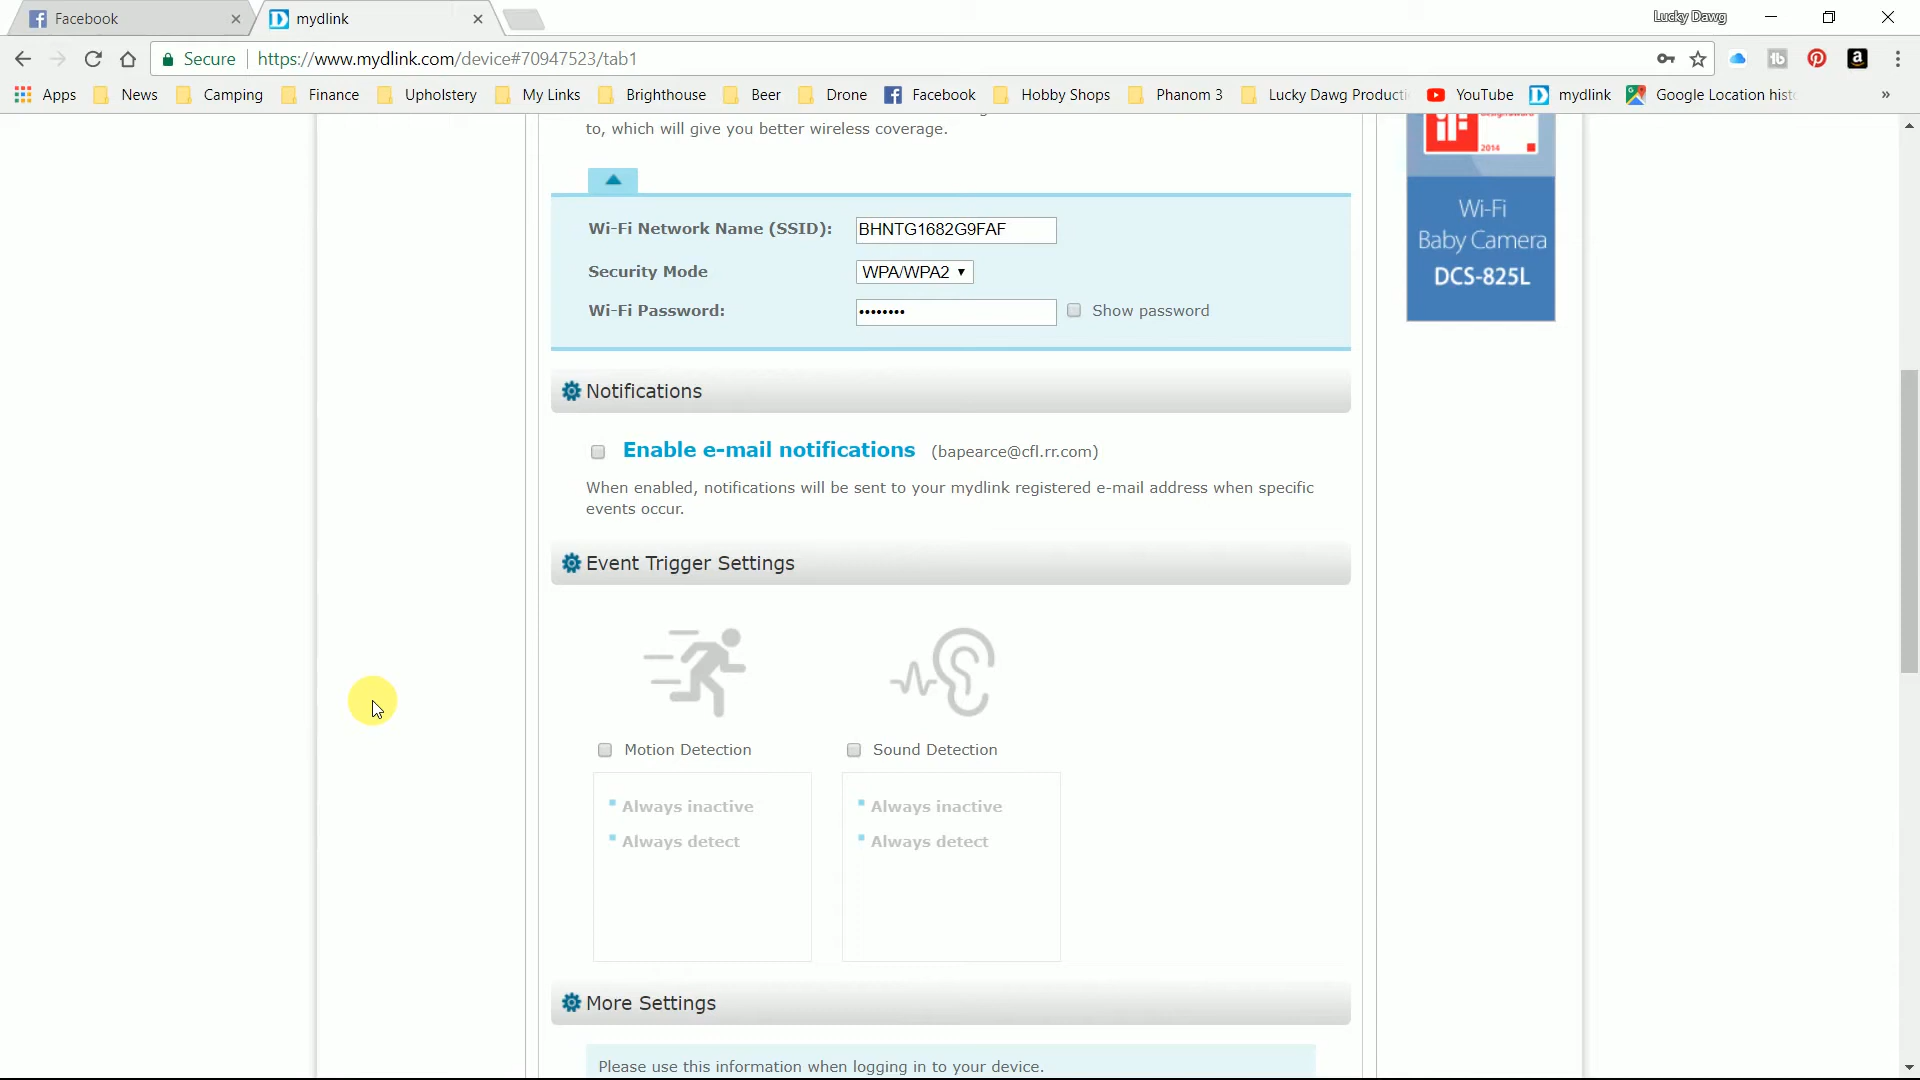 Facebook
mydlink
Lucky Dawg
Secure https://www.mydlink.com/device#70947523/tab1
Apps News Camping Finance Upholstery My Links Brighthouse Beer Drone Facebook Hobby Shops Phanom 3 Lucky Dawg Producti YouTube mydlink Google Location hist »
to, which will give you better wireless coverage.
2014
Wi-Fi
Baby Camera
DCS-825L
Wi-Fi Network Name (SSID): BHNTG1682G9FAF
Security Mode WPA/WPA2
Wi-Fi Password: •••••••• Show password
Notifications
Enable e-mail notifications (bapearce@cfl.rr.com)
When enabled, notifications will be sent to your mydlink registered e-mail address when specific
events occur.
Event Trigger Settings
Motion Detection Sound Detection
Always inactive Always inactive
Always detect Always detect
More Settings
Please use this information when logging in to your device.